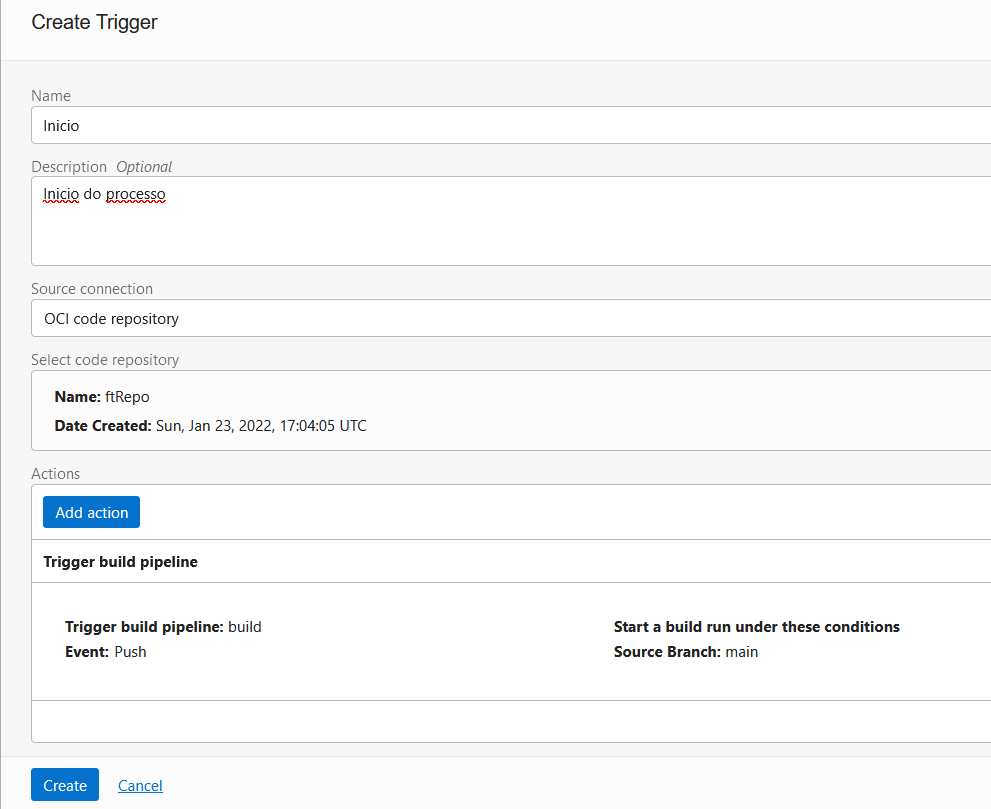 Create Trigger
Name
Inicio
Description Optional
Inicio do processo
Source connection
OCI code repository
Select code repository
Name: ftRepo
Date Created: Sun, Jan 23, 2022, 17:04:05 UTC
Actions
Add action
Trigger build pipeline
Trigger build pipeline: build
Event: Push
Start a build run under these conditions
Source Branch: main
Create Cancel